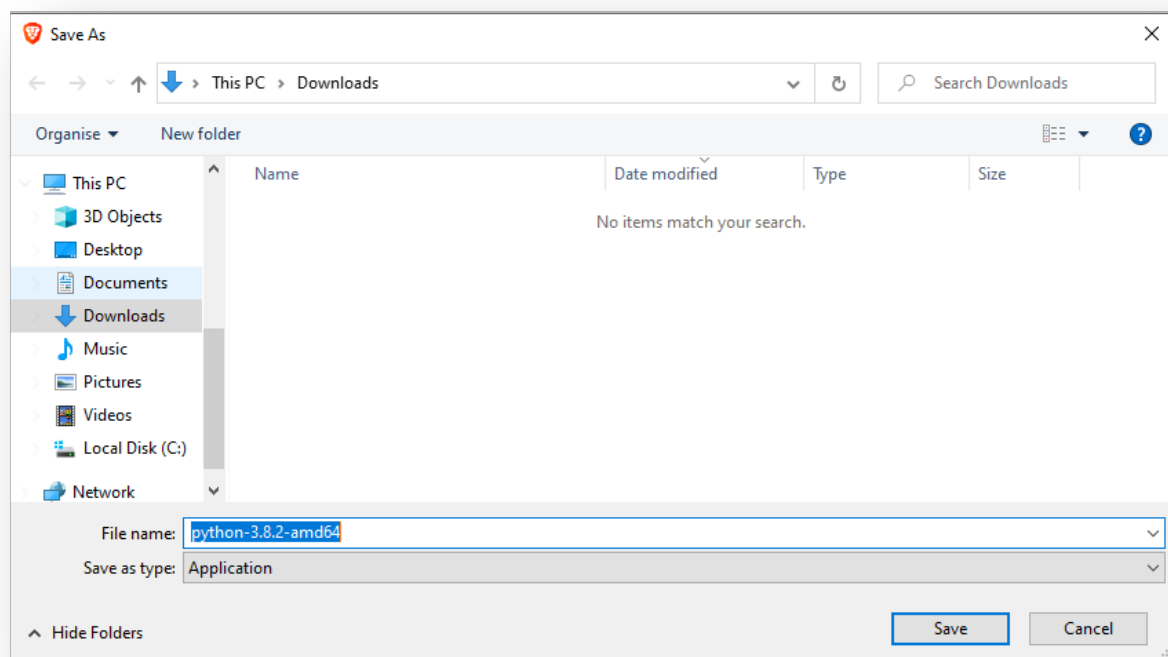 Save As
This PC > Downloads
Search Downloads
Organise
New folder
Name
Date modified
Type
Size
No items match your search.
This PC
3D Objects
Desktop
Documents
Downloads
Music
Pictures
Videos
Local Disk (C:)
Network
File name: python-3.8.2-amd64
Save as type: Application
Hide Folders
Save
Cancel